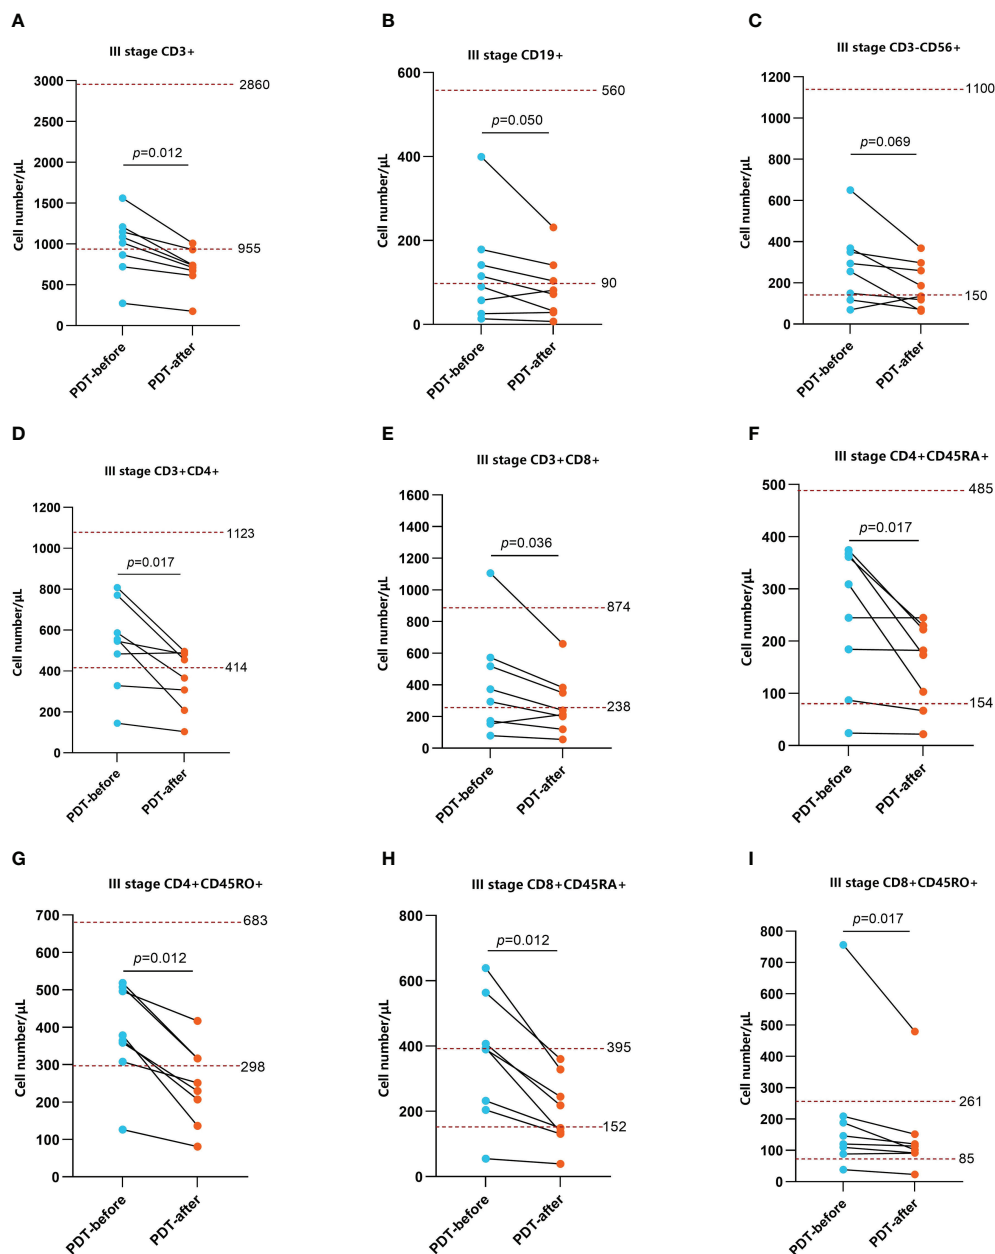 A
III stage CD3+
Cell number/µL
3000
2500
2000
1500
1000
500
0
2860
955
p=0.012
PDT-before
PDT-after
B
III stage CD19+
Cell number/µL
600
400
200
0
560
90
p=0.050
PDT-before
PDT-after
C
III stage CD3-CD56+
Cell number/µL
1200
1000
800
600
400
200
0
1100
150
p=0.069
PDT-before
PDT-after
D
III stage CD3+CD4+
Cell number/µL
1200
1000
800
600
400
200
0
1123
414
p=0.017
PDT-before
PDT-after
E
III stage CD3+CD8+
Cell number/µL
1600
1400
1200
1000
800
600
400
200
0
874
238
p=0.036
PDT-before
PDT-after
F
III stage CD4+CD45RA+
Cell number/µL
500
400
300
200
100
0
485
154
p=0.017
PDT-before
PDT-after
G
III stage CD4+CD45RO+
Cell number/µL
700
600
500
400
300
200
100
0
683
298
p=0.012
PDT-before
PDT-after
H
III stage CD8+CD45RA+
Cell number/µL
800
600
400
200
0
395
152
p=0.012
PDT-before
PDT-after
I
III stage CD8+CD45RO+
Cell number/µL
800
700
600
500
400
300
200
100
0
261
85
p=0.017
PDT-before
PDT-after